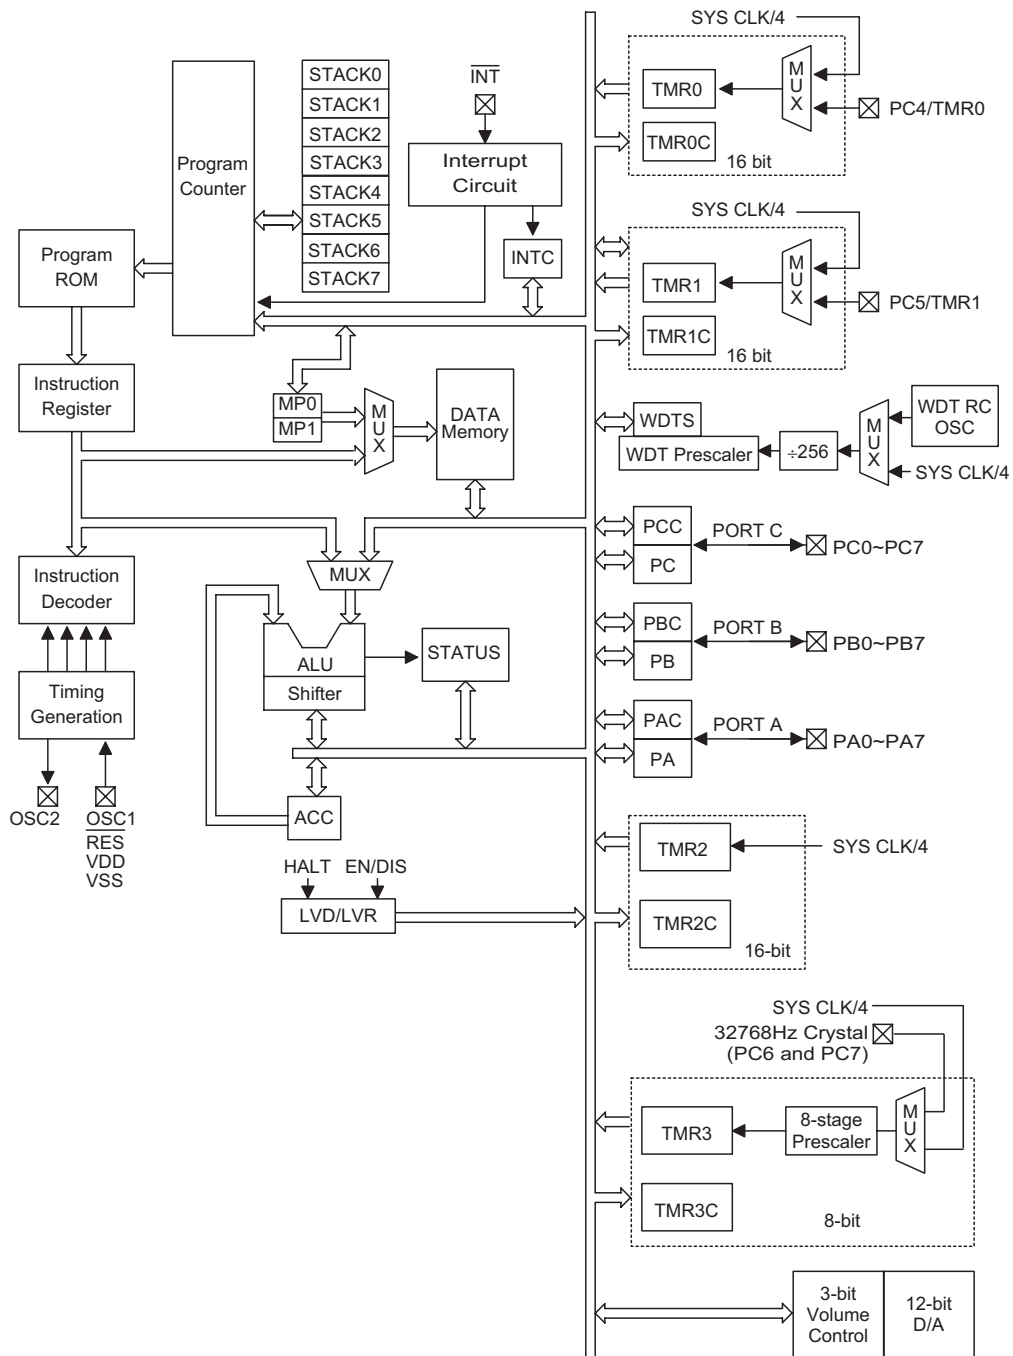 SYS CLK/4
STACK0
STACK1
STACK2
STACK3
STACK4
STACK5
STACK6
STACK7
INT
Interrupt
Circuit
INTC
Program
Counter
Program
ROM
Instruction
Register
MP0
MP1
MUX
DATA
Memory
Instruction
Decoder
MUX
ALU
Shifter
STATUS
Timing
Generation
OSC2
OSC1
RES
VDD
VSS
ACC
HALT
EN/DIS
LVD/LVR
TMR0
MUX
PC4/TMR0
TMR0C
16 bit
SYS CLK/4
TMR1
MUX
PC5/TMR1
TMR1C
16 bit
WDTS
WDT Prescaler
÷256
MUX
WDT RC
OSC
SYS CLK/4
PCC
PC
PORT C
PC0~PC7
PBC
PB
PORT B
PB0~PB7
PAC
PA
PORT A
PA0~PA7
TMR2
SYS CLK/4
TMR2C
16-bit
SYS CLK/4
32768Hz Crystal
(PC6 and PC7)
TMR3
8-stage
Prescaler
MUX
TMR3C
8-bit
3-bit
Volume
Control
12-bit
D/A